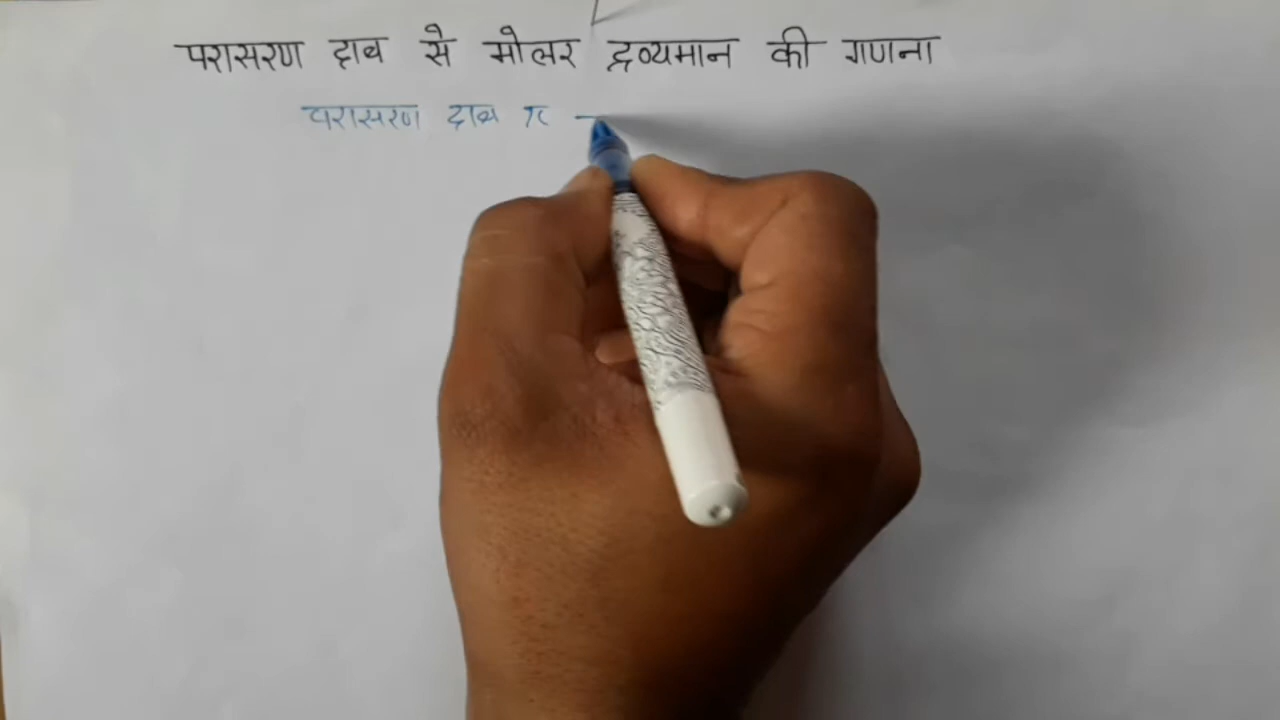 परासरण दाब से मोलर द्रव्यमान की गणना
परासरण दाब π